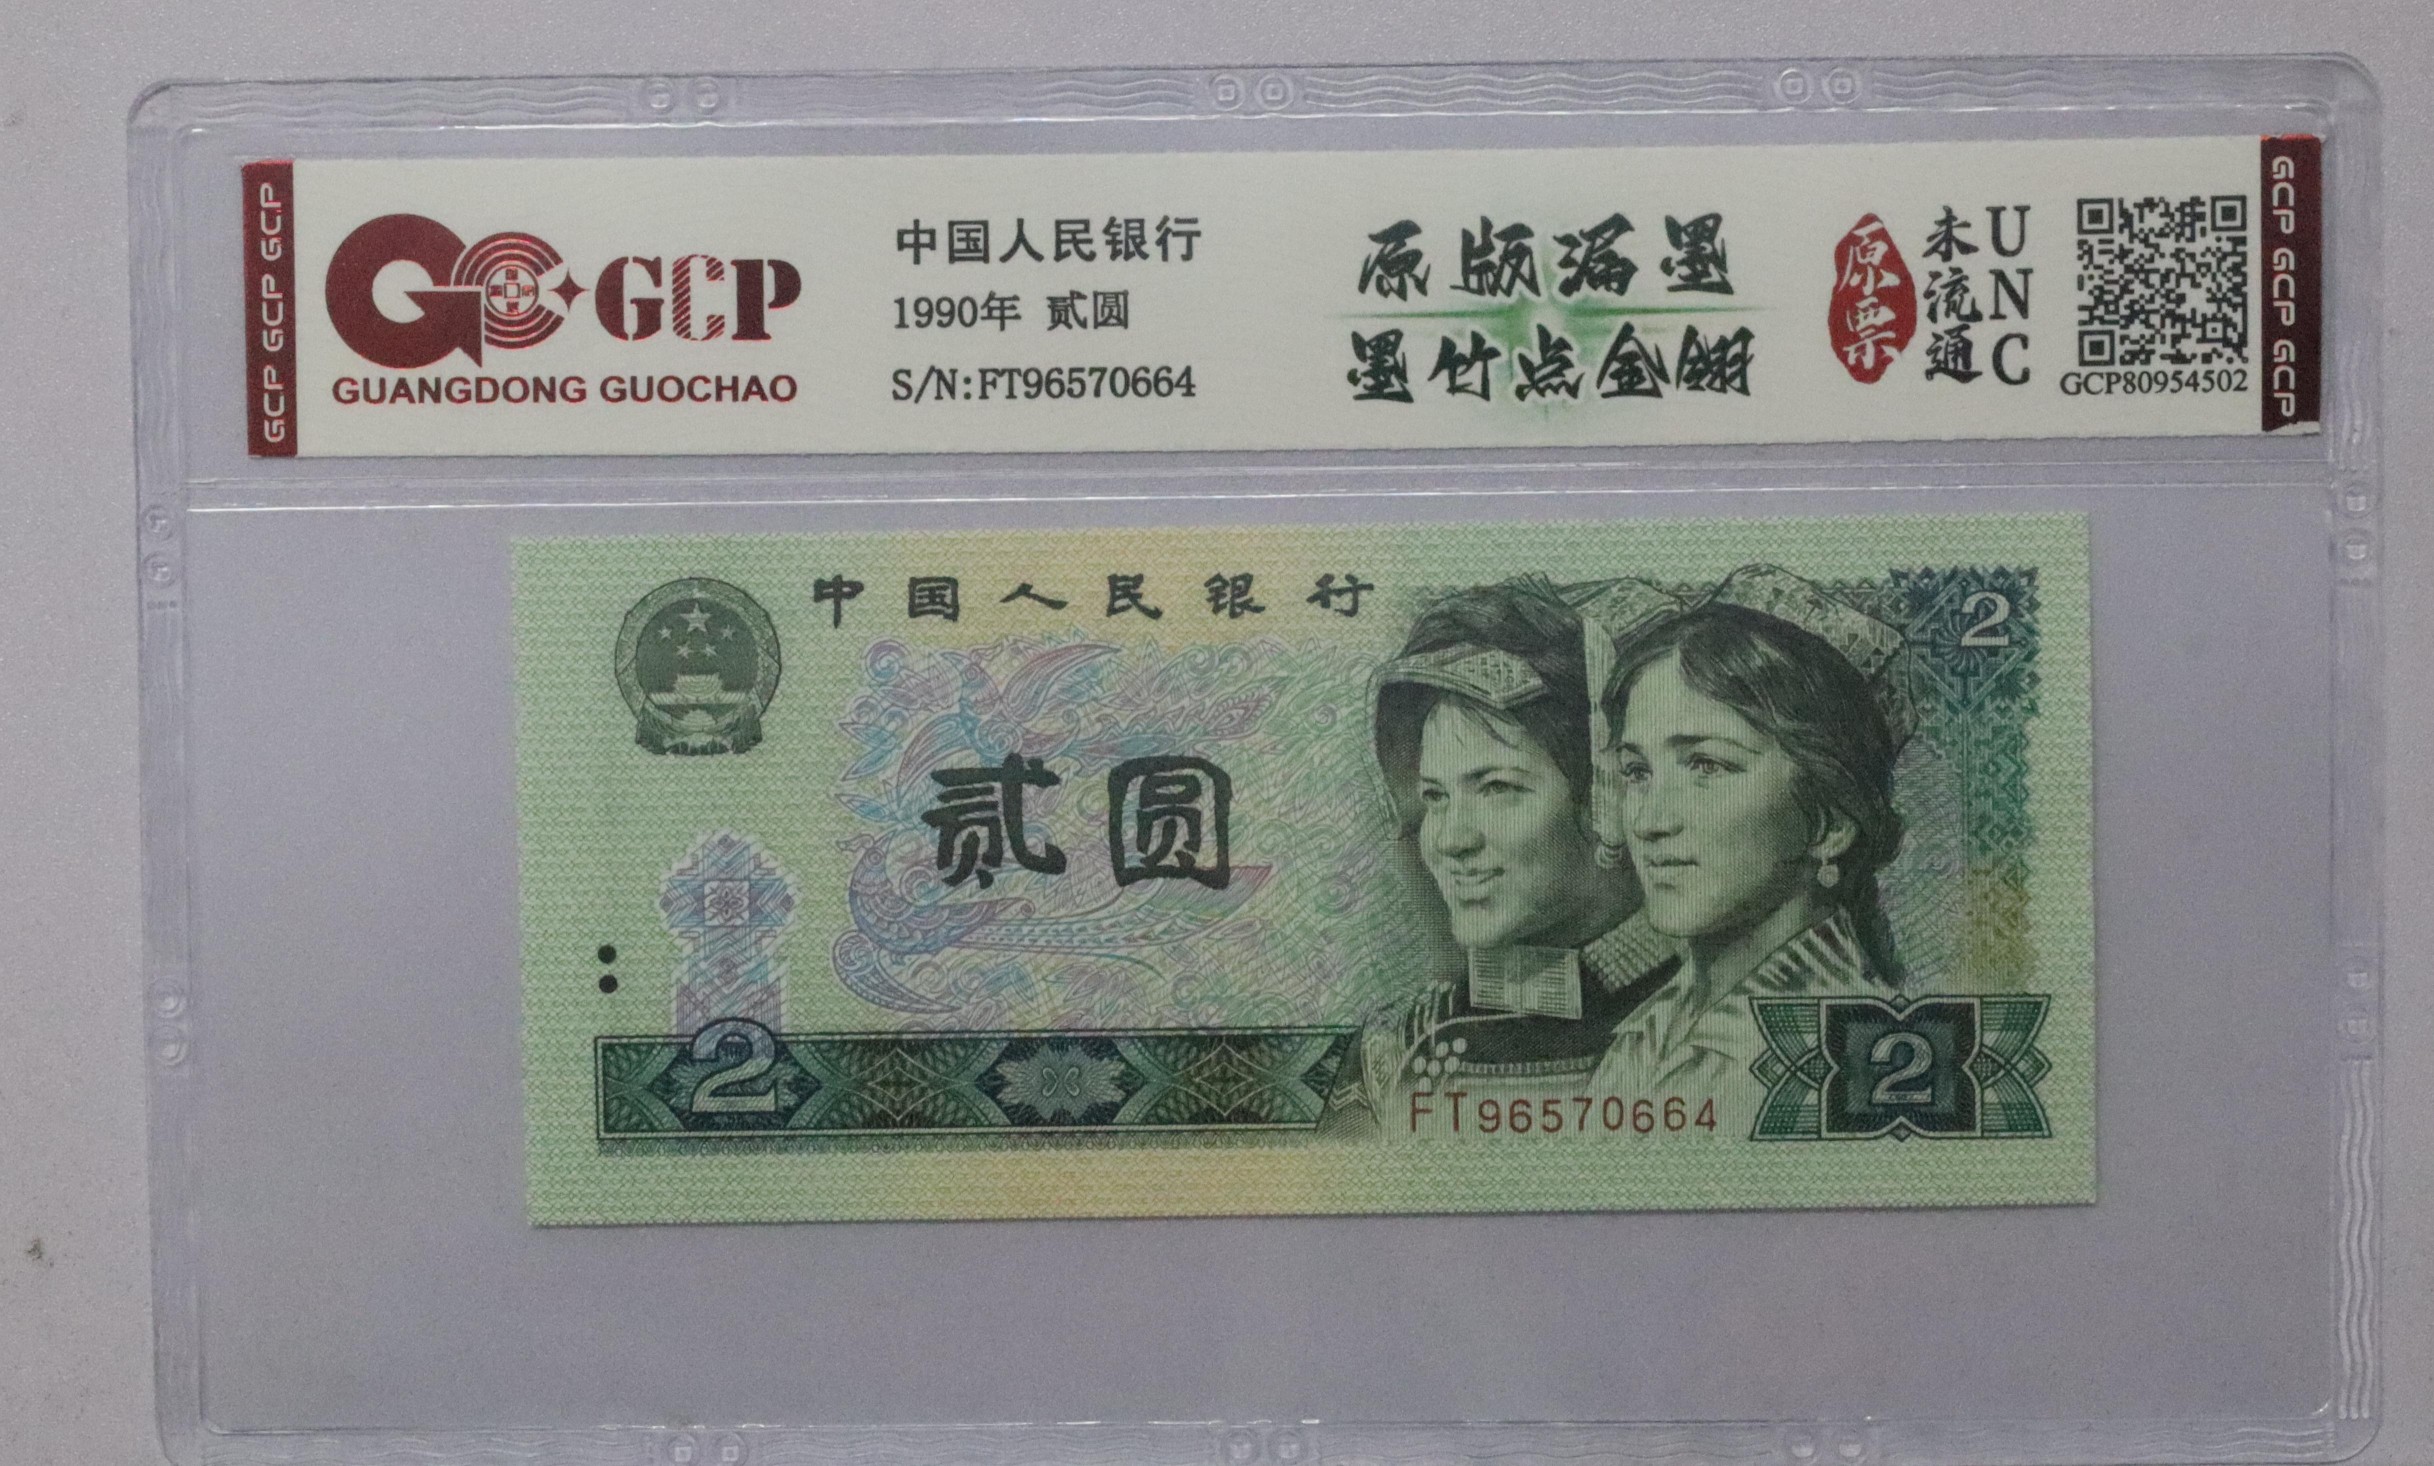 GCP GCP GCP
GCP
GUANGDONG GUOCHAO
中国人民银行
1990年 贰圆
S/N:FT96570664
原版漏墨
墨竹点金翎
原票
未流通
UNC
GCP80954502
GCP GCP GCP
中国人民银行
2
贰圆
2
FT96570664
2